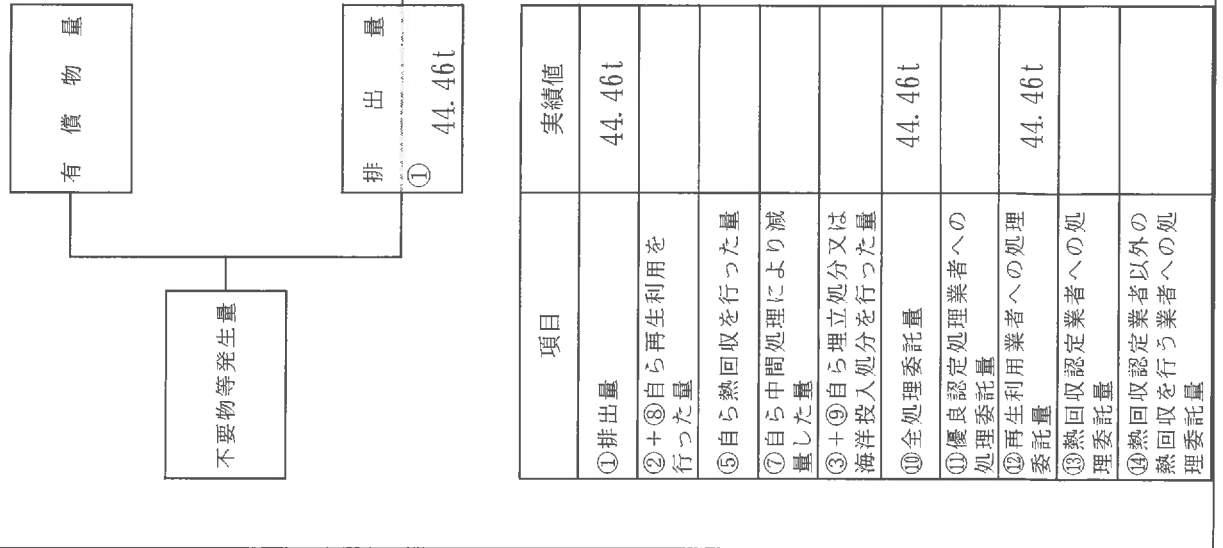 有償物量
不要物等発生量
排出量
①
44.46t
項目
実績値
①排出量
44.46t
②+⑧自ら再生利用を
行った量
⑤自ら熱回収を行った量
⑦自ら中間処理により減
量した量
③+⑨自ら埋立処分又は
海洋投入処分を行った量
⑩全処理委託量
44.46t
⑪優良認定処理業者への
処理委託量
⑫再生利用業者への処理
委託量
44.46t
⑬熱回収認定業者への処
理委託量
⑭熱回収認定業者以外の
熱回収を行う業者への処
理委託量